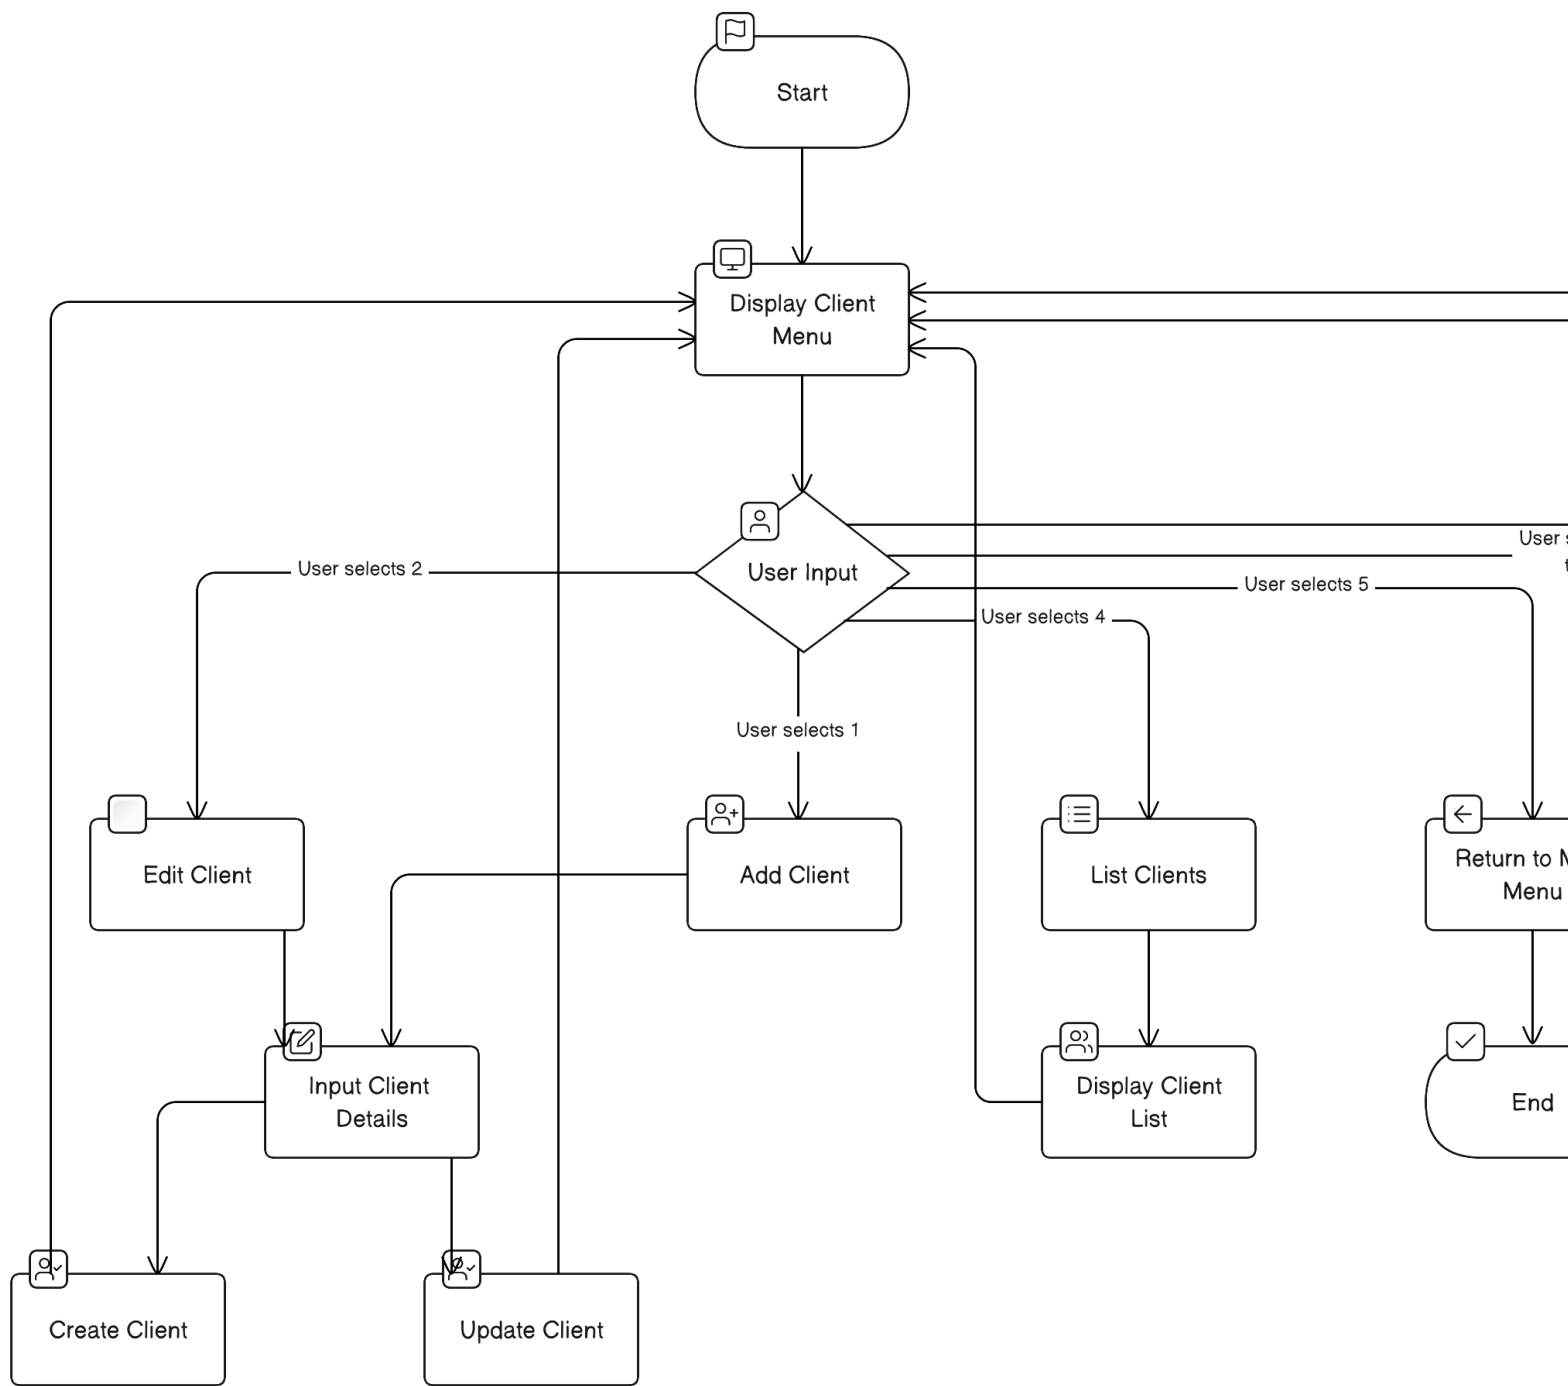 Start
Display Client
Menu
User Input
User
User selects 2
User selects 5
User selects 4
User selects 1
Edit Client
Add Client
List Clients
Return to
Menu
Input Client
Details
Display Client
List
End
Create Client
Update Client